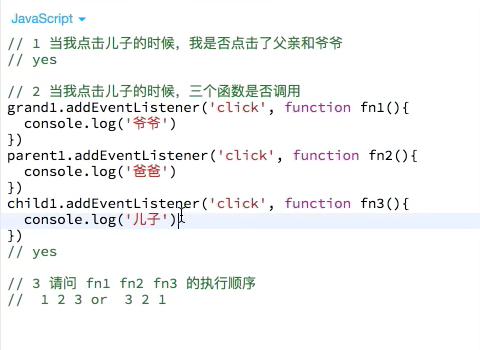 JavaScript
// 1 当我点击儿子的时候，我是否点击了父亲和爷爷
// yes
// 2 当我点击儿子的时候，三个函数是否调用
grand1.addEventListener('click', function fn1(){
  console.log('爷爷')
})
parent1.addEventListener('click', function fn2(){
  console.log('爸爸')
})
child1.addEventListener('click', function fn3(){
  console.log('儿子')
})
// yes
// 3 请问 fn1 fn2 fn3 的执行顺序
//  1 2 3 or  3 2 1